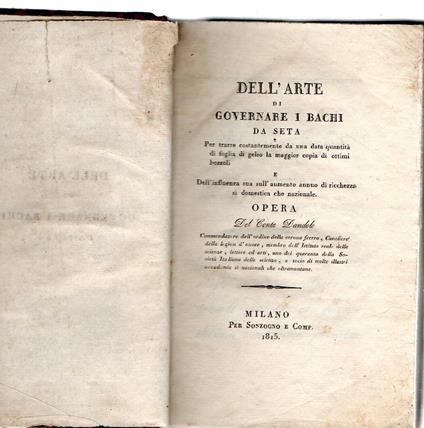 DELL'ARTE
DI
GOVERNARE I BACHI
DA SETA
Per trarre costantemente da una data quantità
di foglia di gelso la maggior copia di ottimi
bozzoli
E
Dell'influenza sua sull'aumento annuo di ricchezza
sì domestica che nazionale.
OPERA
Del Conte Dandolo
Commendatore dell'ordine della corona ferrea, Cavaliere
della legion d'onore, membro dell'Istituto reale delle
scienze, lettere ed arti, uno dei quaranta della So-
cietà Italiana delle scienze, e socio di molte illustri
accademie sì nazionali che oltramontane.
MILANO
PER SONZOGNO E COMP.
1815.